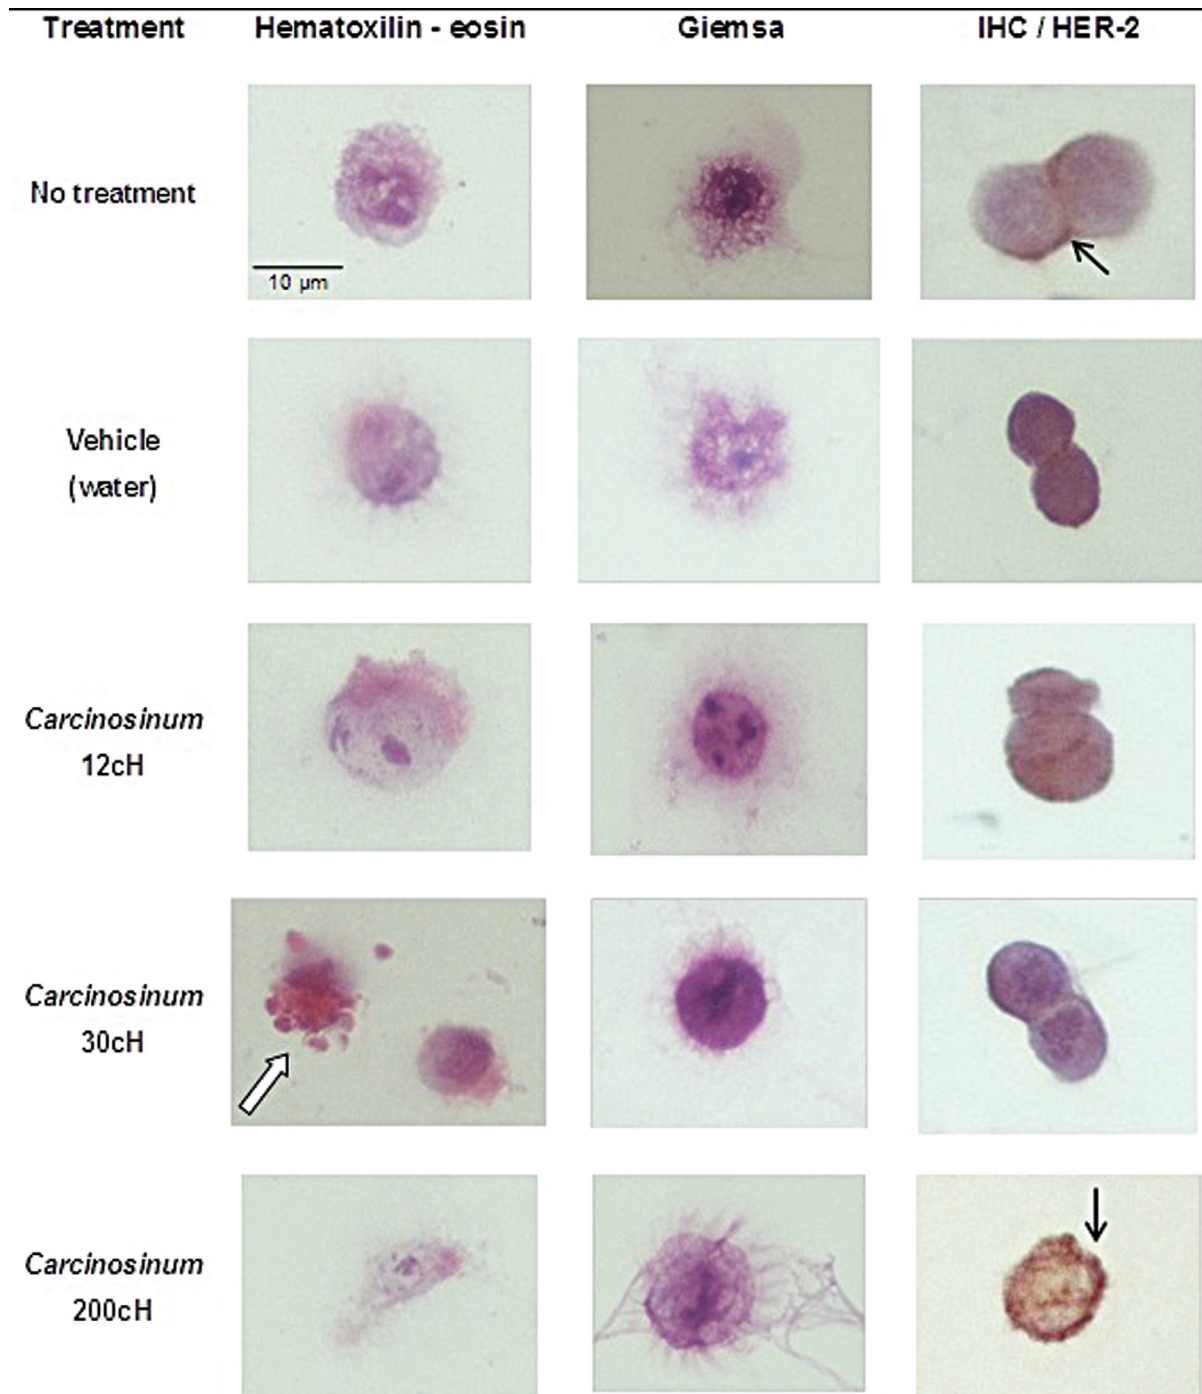 Treatment Hematoxilin - eosin Giemsa IHC / HER-2
No treatment
10 µm
Vehicle
(water)
Carcinosinum
12cH
Carcinosinum
30cH
Carcinosinum
200cH